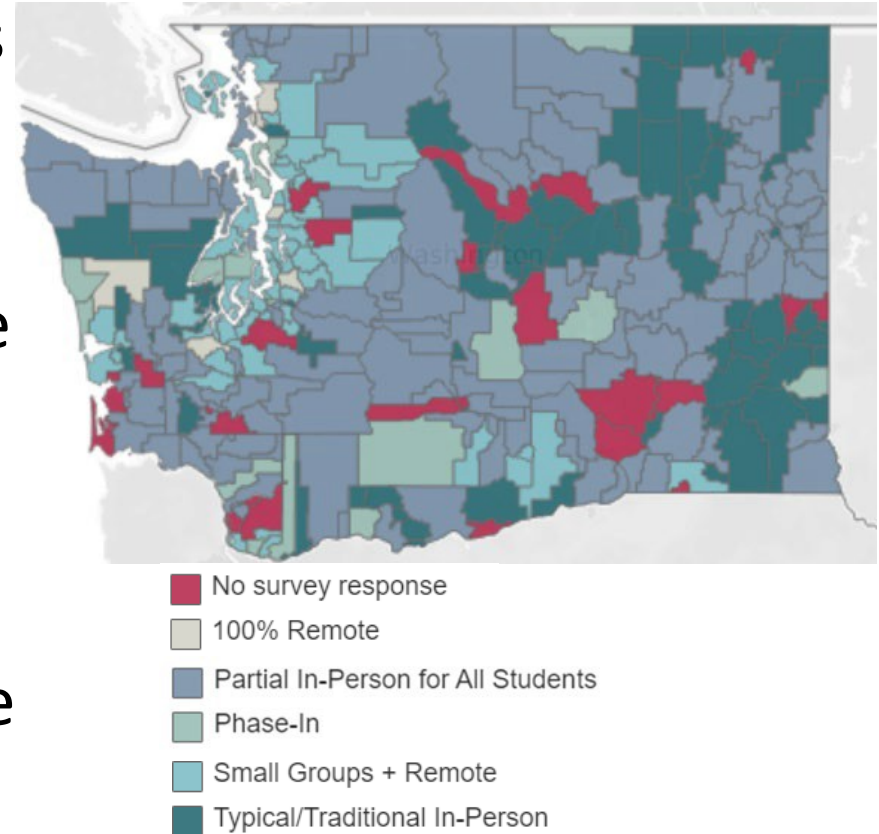 s
Washington
e
No survey response
100% Remote
Partial In-Person for All Students
e
Phase-In
Small Groups + Remote
Typical/Traditional In-Person